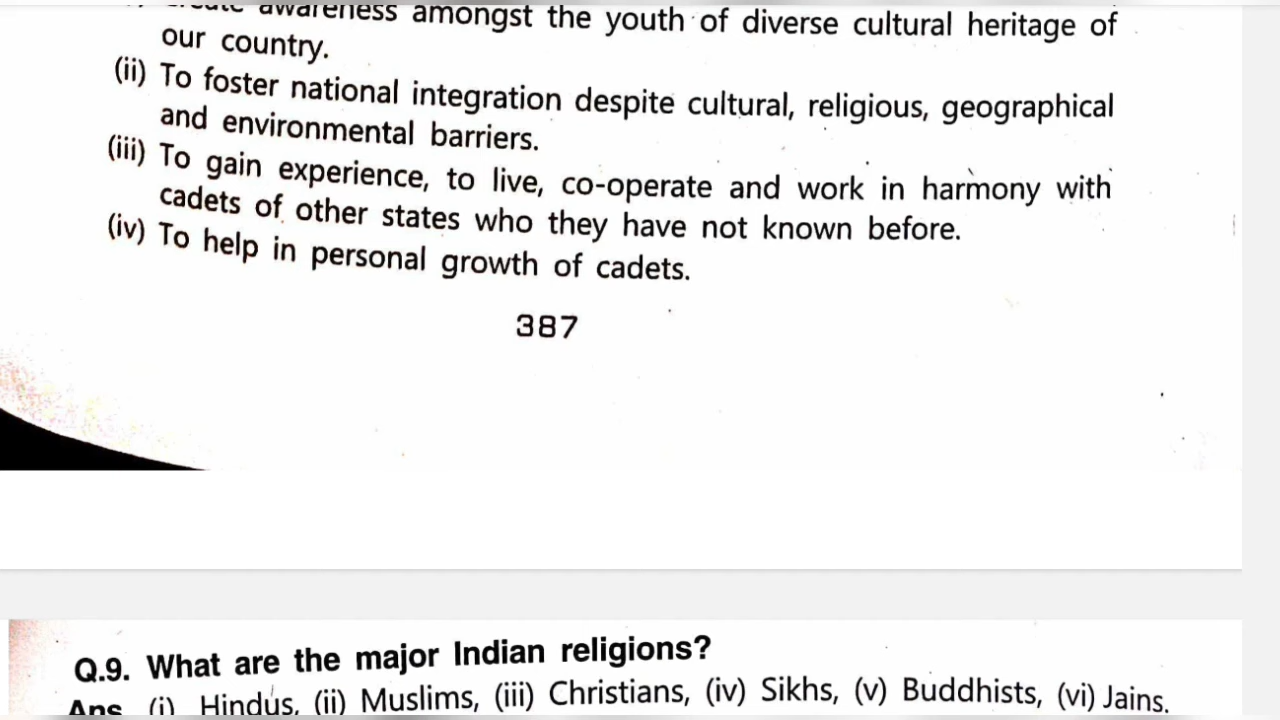 awareness amongst the youth of diverse cultural heritage of
our country.
(ii) To foster national integration despite cultural, religious, geographical
and environmental barriers.
(iii) To gain experience, to live, co-operate and work in harmony with
cadets of other states who they have not known before.
(iv) To help in personal growth of cadets.
387
Q.9. What are the major Indian religions?
Ans (i) Hindus, (ii) Muslims, (iii) Christians, (iv) Sikhs, (v) Buddhists, (vi) Jains.